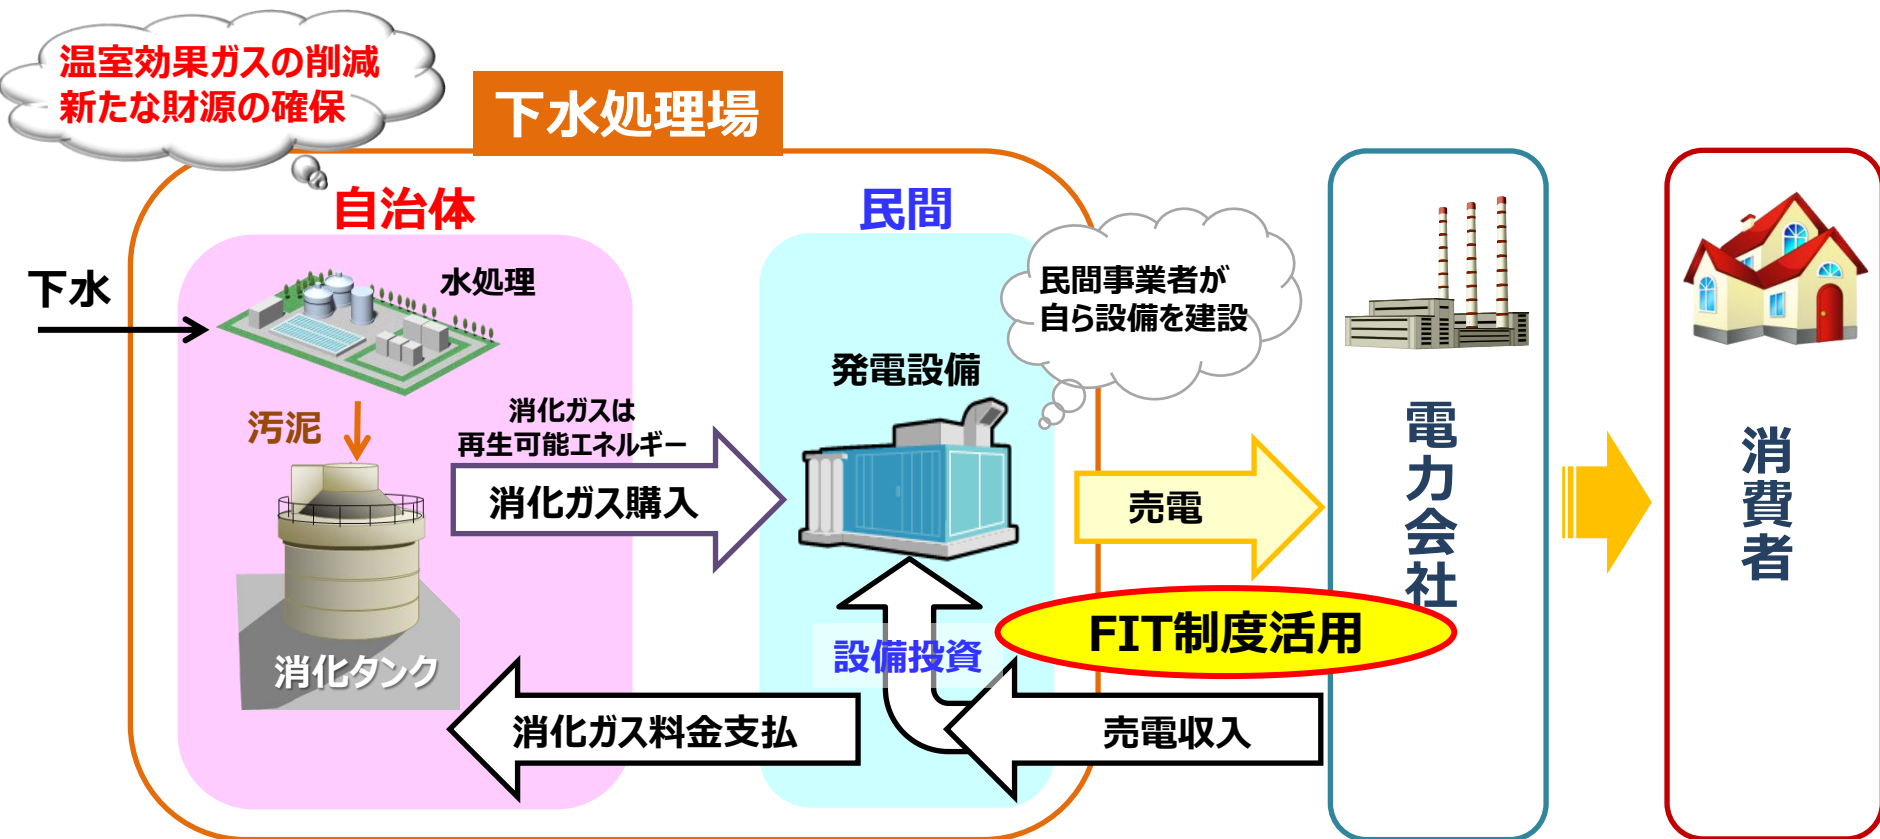 温室効果ガスの削減
新たな財源の確保
下水処理場
自治体
民間
下水
水処理
民間事業者が
自ら設備を建設
発電設備
汚泥
消化ガスは
再生可能エネルギー
消化ガス購入
売電
電力会社
消費者
FIT制度活用
設備投資
消化タンク
消化ガス料金支払
売電収入